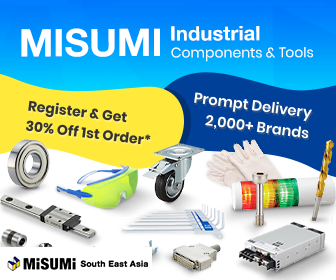 MISUMI Industrial
Components & Tools
Register & Get
30% Off 1st Order*
Prompt Delivery
2,000+ Brands
MiSUMi South East Asia